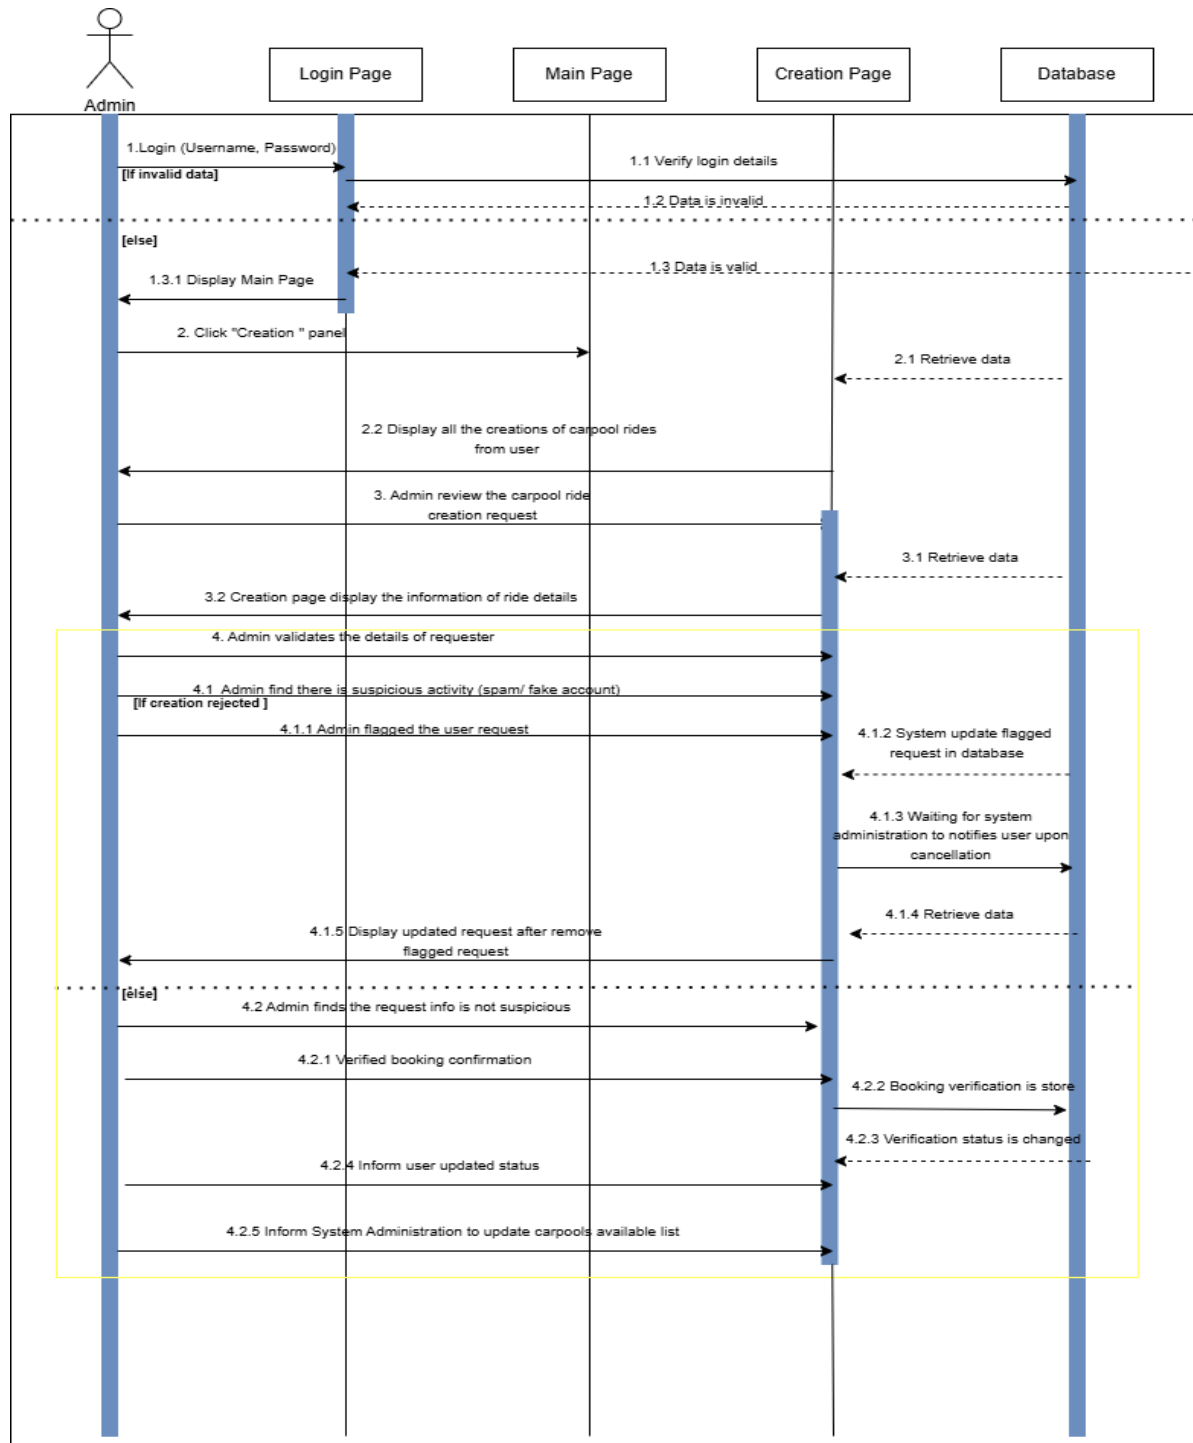 Admin
Login Page
Main Page
Creation Page
Database
1.Login (Username, Password)
[If invalid data]
1.1 Verify login details
1.2 Data is invalid
[else]
1.3 Data is valid
1.3.1 Display Main Page
2. Click "Creation " panel
2.1 Retrieve data
2.2 Display all the creations of carpool rides
from user
3. Admin review the carpool ride
creation request
3.1 Retrieve data
3.2 Creation page display the information of ride details
4. Admin validates the details of requester
4.1  Admin find there is suspicious activity (spam/ fake account)
[If creation rejected ]
4.1.1 Admin flagged the user request
4.1.2 System update flagged
request in database
4.1.3 Waiting for system
administration to notifies user upon
cancellation
4.1.4 Retrieve data
4.1.5 Display updated request after remove
flagged request
[else]
4.2 Admin finds the request info is not suspicious
4.2.1 Verified booking confirmation
4.2.2 Booking verification is store
4.2.3 Verification status is changed
4.2.4 Inform user updated status
4.2.5 Inform System Administration to update carpools available list